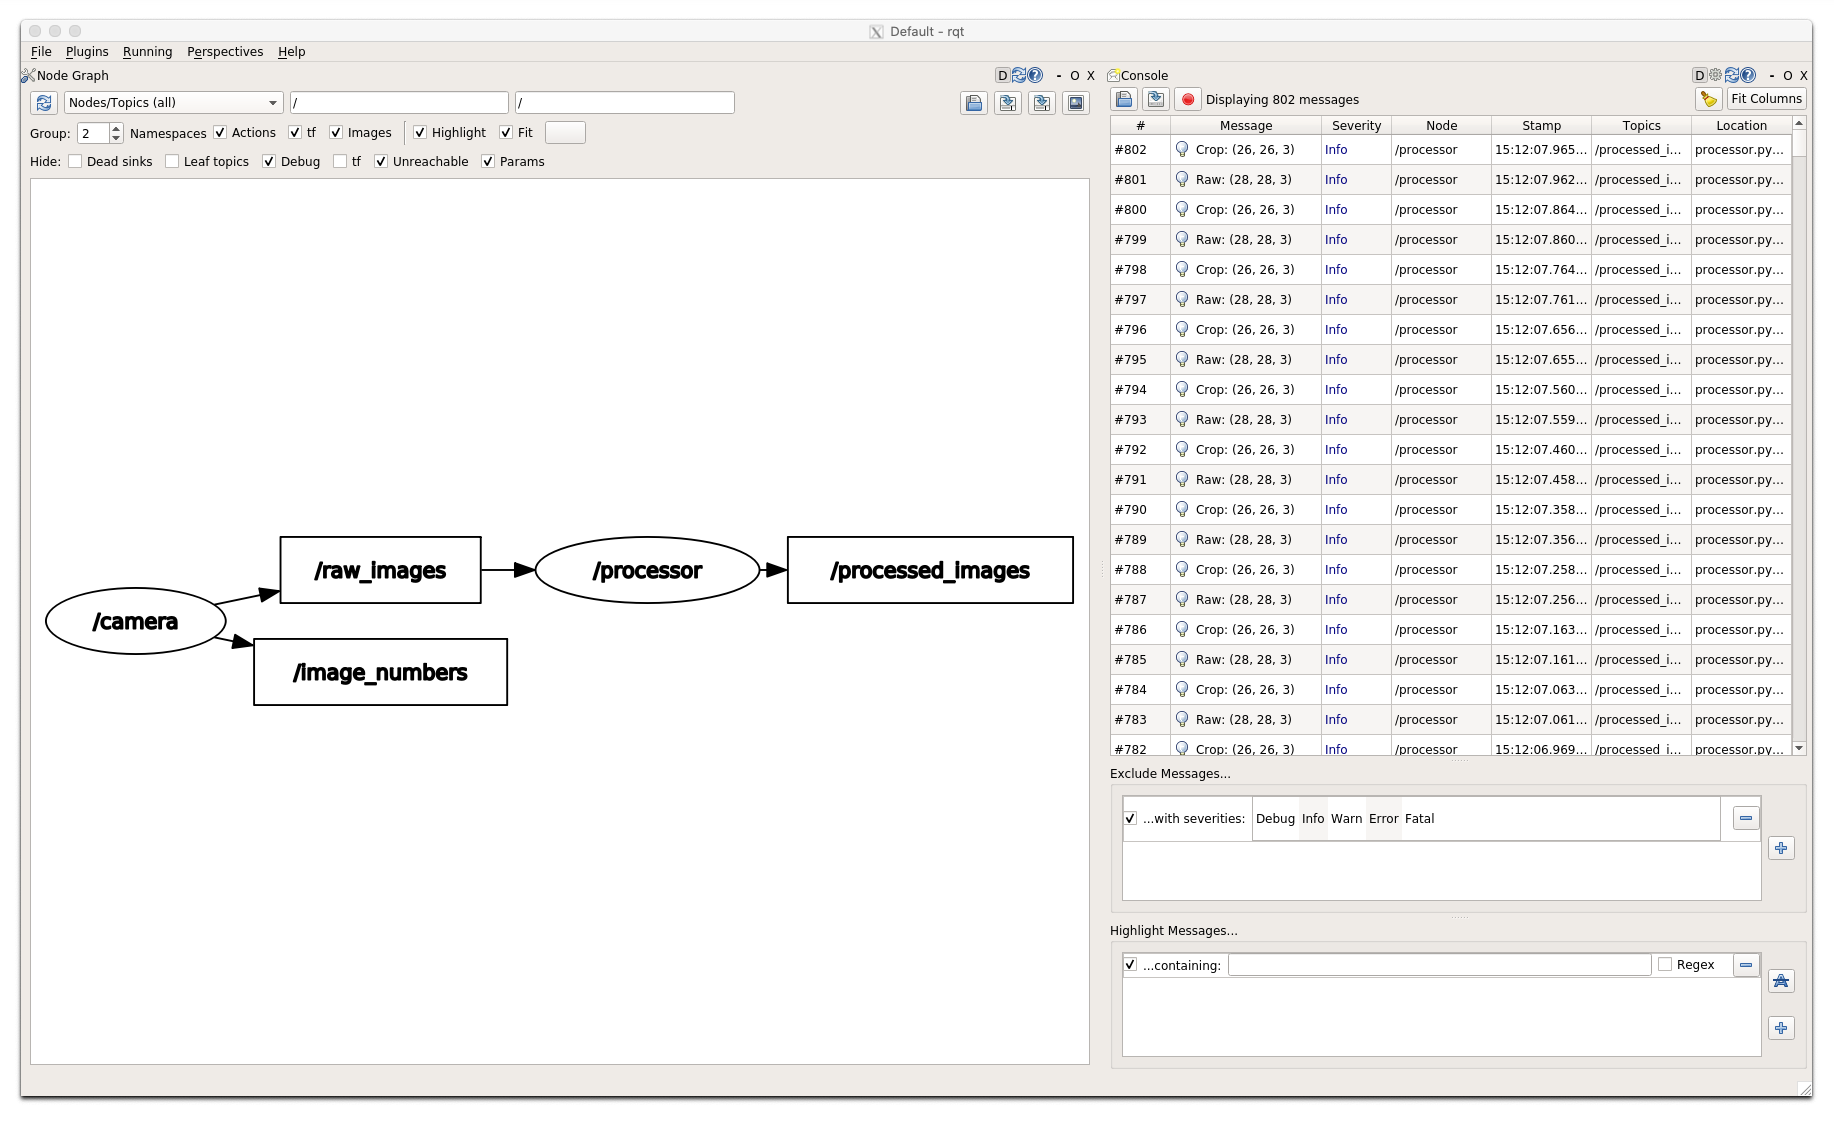 Default - rqt
File Plugins Running Perspectives Help
Node Graph D - O X
Nodes/Topics (all) / /
Group: 2 Namespaces Actions tf Images Highlight Fit
Hide: Dead sinks Leaf topics Debug tf Unreachable Params
/camera
/raw_images
/image_numbers
/processor
/processed_images
Console D - O X
Displaying 802 messages Fit Columns
# Message Severity Node Stamp Topics Location
#802 Crop: (26, 26, 3) Info /processor 15:12:07.965... /processed_i... processor.py...
#801 Raw: (28, 28, 3) Info /processor 15:12:07.962... /processed_i... processor.py...
#800 Crop: (26, 26, 3) Info /processor 15:12:07.864... /processed_i... processor.py...
#799 Raw: (28, 28, 3) Info /processor 15:12:07.860... /processed_i... processor.py...
#798 Crop: (26, 26, 3) Info /processor 15:12:07.764... /processed_i... processor.py...
#797 Raw: (28, 28, 3) Info /processor 15:12:07.761... /processed_i... processor.py...
#796 Crop: (26, 26, 3) Info /processor 15:12:07.656... /processed_i... processor.py...
#795 Raw: (28, 28, 3) Info /processor 15:12:07.655... /processed_i... processor.py...
#794 Crop: (26, 26, 3) Info /processor 15:12:07.560... /processed_i... processor.py...
#793 Raw: (28, 28, 3) Info /processor 15:12:07.559... /processed_i... processor.py...
#792 Crop: (26, 26, 3) Info /processor 15:12:07.460... /processed_i... processor.py...
#791 Raw: (28, 28, 3) Info /processor 15:12:07.458... /processed_i... processor.py...
#790 Crop: (26, 26, 3) Info /processor 15:12:07.358... /processed_i... processor.py...
#789 Raw: (28, 28, 3) Info /processor 15:12:07.356... /processed_i... processor.py...
#788 Crop: (26, 26, 3) Info /processor 15:12:07.258... /processed_i... processor.py...
#787 Raw: (28, 28, 3) Info /processor 15:12:07.256... /processed_i... processor.py...
#786 Crop: (26, 26, 3) Info /processor 15:12:07.163... /processed_i... processor.py...
#785 Raw: (28, 28, 3) Info /processor 15:12:07.161... /processed_i... processor.py...
#784 Crop: (26, 26, 3) Info /processor 15:12:07.063... /processed_i... processor.py...
#783 Raw: (28, 28, 3) Info /processor 15:12:07.061... /processed_i... processor.py...
#782 Crop: (26, 26, 3) Info /processor 15:12:06.969... /processed_i... processor.py...
Exclude Messages...
...with severities: Debug Info Warn Error Fatal
Highlight Messages...
...containing: Regex